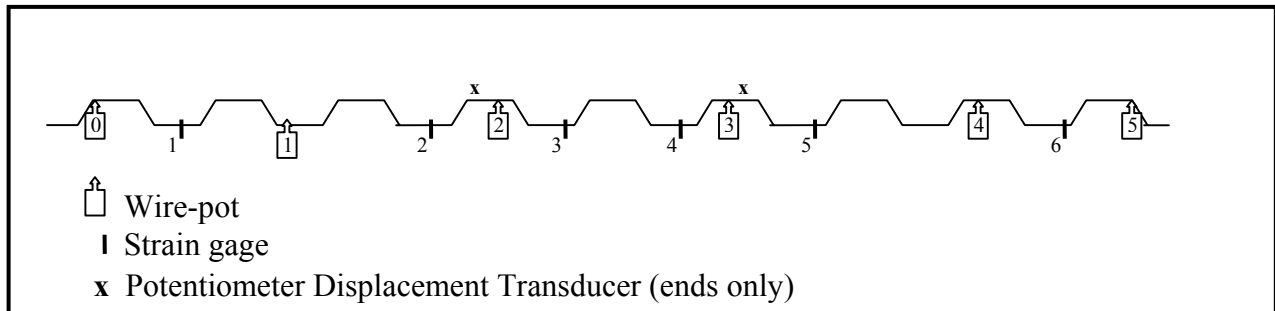 x x
0 1 2 3 4 5
1 2 3 4 5 6
Wire-pot
Strain gage
x Potentiometer Displacement Transducer (ends only)